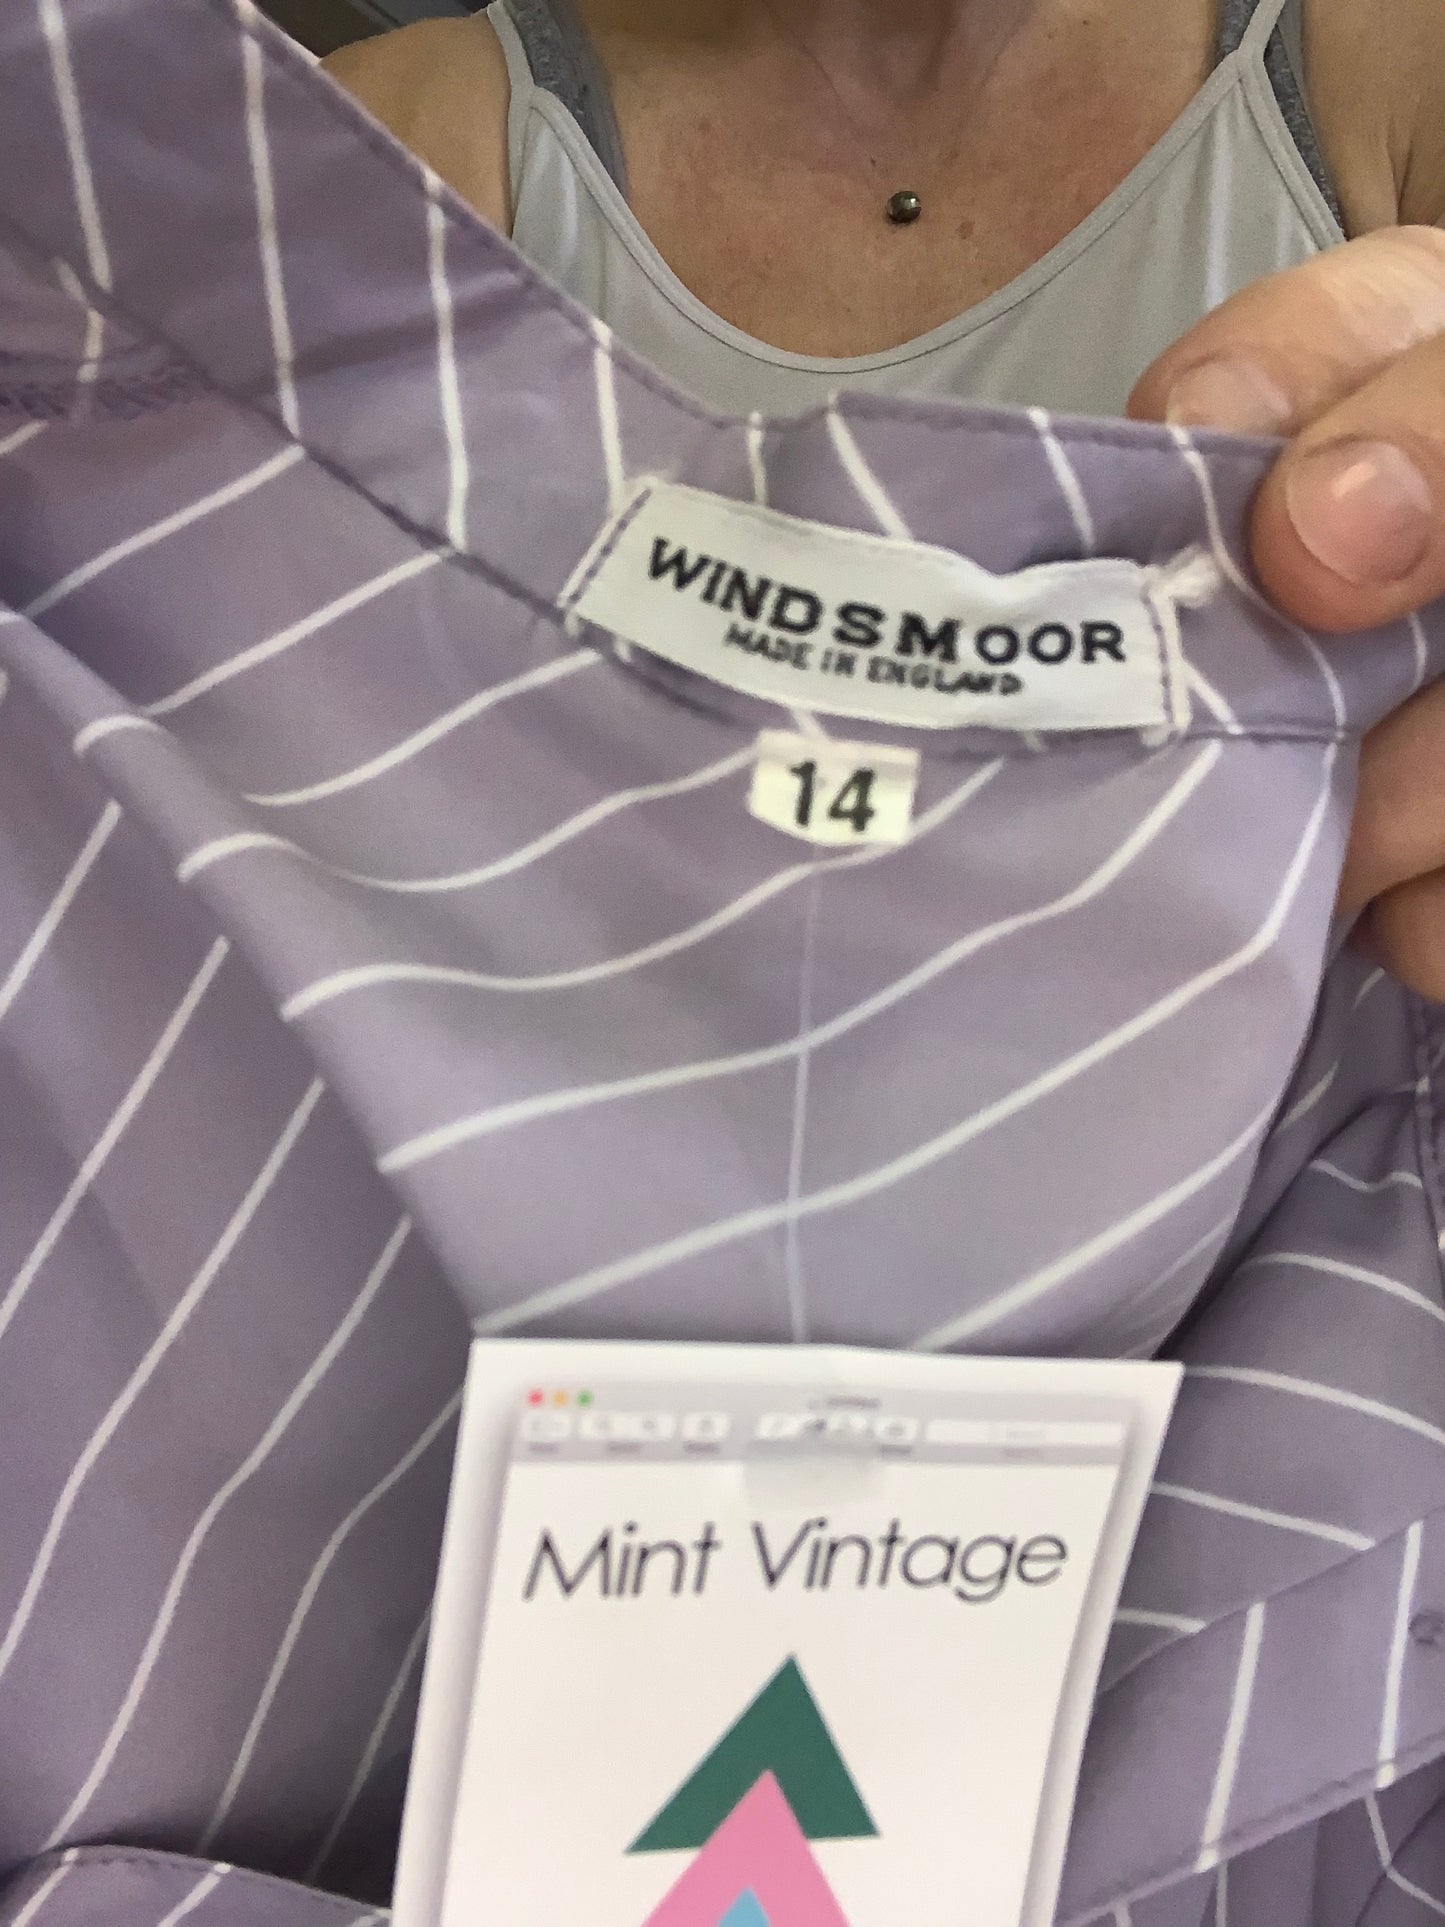 WINDSMOOR
MADE IN ENGLAND
14
Mint Vintage